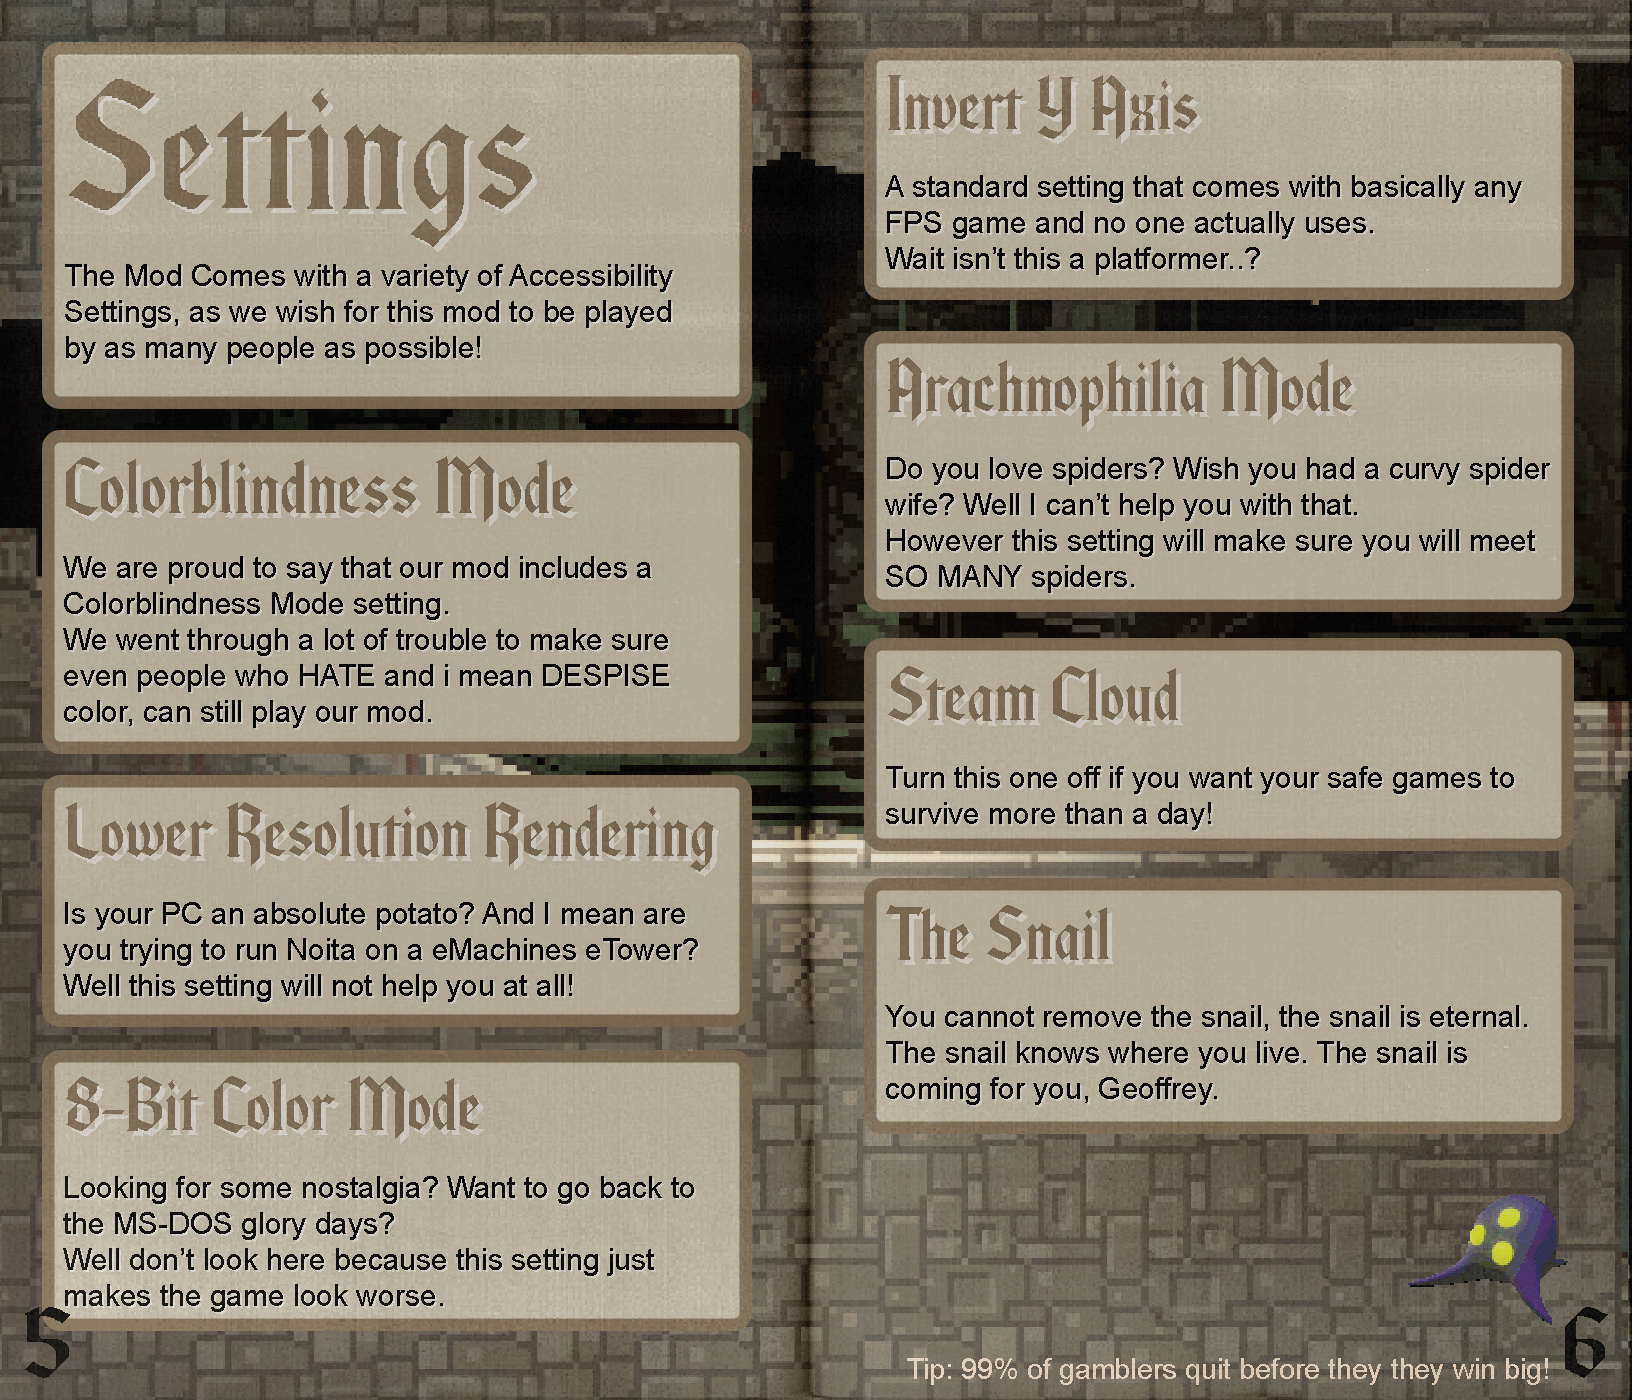 Settings
The Mod Comes with a variety of Accessibility
Settings, as we wish for this mod to be played
by as many people as possible!
Colorblindness Mode
We are proud to say that our mod includes a
Colorblindness Mode setting.
We went through a lot of trouble to make sure
even people who HATE and i mean DESPISE
color, can still play our mod.
Lower Resolution Rendering
Is your PC an absolute potato? And I mean are
you trying to run Noita on a eMachines eTower?
Well this setting will not help you at all!
8-Bit Color Mode
Looking for some nostalgia? Want to go back to
the MS-DOS glory days?
Well don't look here because this setting just
makes the game look worse.
5
Invert Y Axis
A standard setting that comes with basically any
FPS game and no one actually uses.
Wait isn't this a platformer..?
Arachnophilia Mode
Do you love spiders? Wish you had a curvy spider
wife? Well I can't help you with that.
However this setting will make sure you will meet
SO MANY spiders.
Steam Cloud
Turn this one off if you want your safe games to
survive more than a day!
The Snail
You cannot remove the snail, the snail is eternal.
The snail knows where you live. The snail is
coming for you, Geoffrey.
Tip: 99% of gamblers quit before they they win big!
6